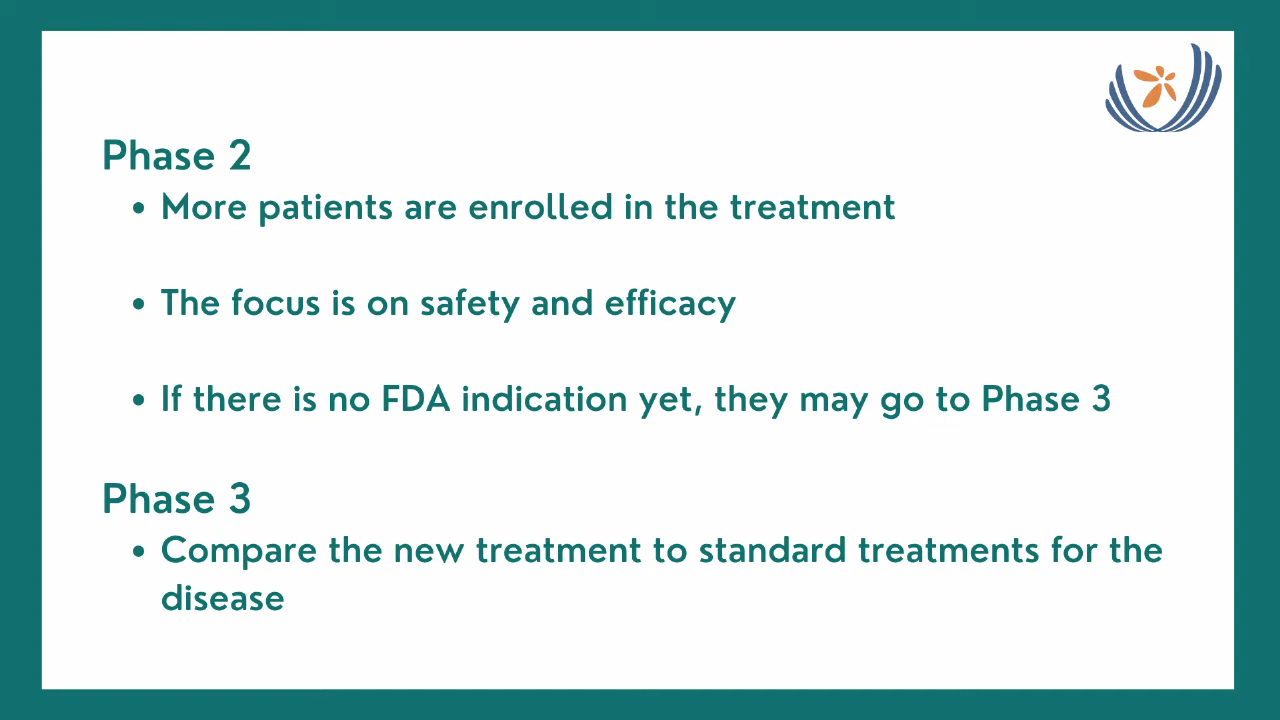 Phase 2
• More patients are enrolled in the treatment
• The focus is on safety and efficacy
• If there is no FDA indication yet, they may go to Phase 3
Phase 3
• Compare the new treatment to standard treatments for the
disease